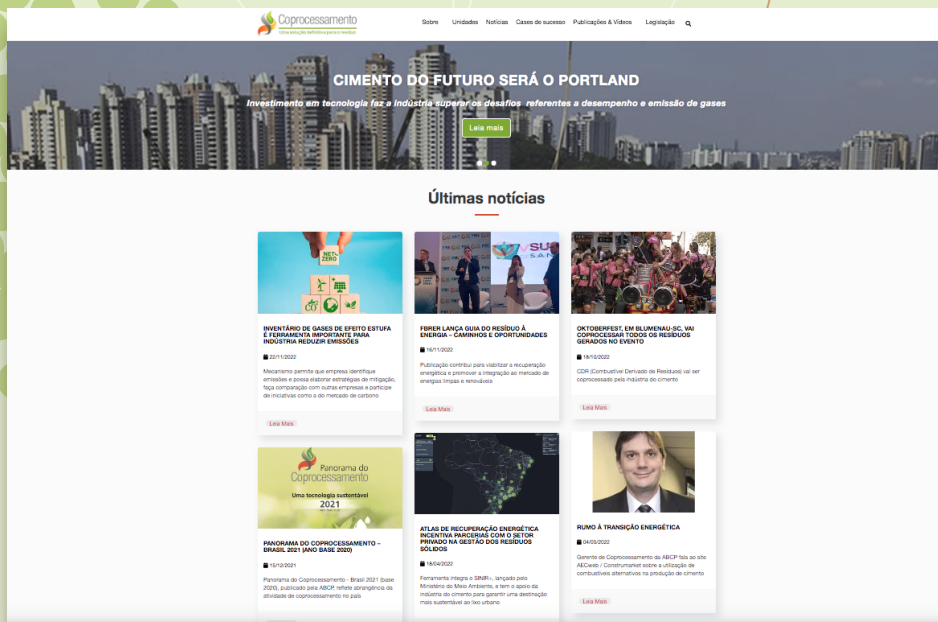 Coprocessamento
Uma solução definitiva para o resíduo
Sobre Unidades Notícias Cases de sucesso Publicações & Vídeos Legislação
CIMENTO DO FUTURO SERÁ O PORTLAND
Investimento em tecnologia faz a indústria superar os desafios referentes a desempenho e emissão de gases
Leia mais
Últimas notícias
NET-
ZERO
CO
INVENTÁRIO DE GASES DE EFEITO ESTUFA
É FERRAMENTA IMPORTANTE PARA
INDÚSTRIA REDUZIR EMISSÕES
22/11/2022
Mecanismo permite que empresa identifique
emissões e possa elaborar estratégias de mitigação,
faça comparação com outras empresas e participe
de iniciativas como a do mercado de carbono
Leia Mais
FBRER LANÇA GUIA DO RESÍDUO À
ENERGIA – CAMINHOS E OPORTUNIDADES
16/11/2022
Publicação contribui para viabilizar a recuperação
energética e promover a integração ao mercado de
energias limpas e renováveis
Leia Mais
OKTOBERFEST, EM BLUMENAU-SC, VAI
COPROCESSAR TODOS OS RESÍDUOS
GERADOS NO EVENTO
18/10/2022
CDR (Combustível Derivado de Resíduos) vai ser
coprocessado pela indústria do cimento
Leia Mais
Panorama do
Coprocessamento
Uma tecnologia sustentável
2021
PANORAMA DO COPROCESSAMENTO –
BRASIL 2021 (ANO BASE 2020)
15/12/2021
Panorama do Coprocessamento - Brasil 2021 (base
2020), publicado pela ABCP, reflete abrangência da
atividade de coprocessamento no país
ATLAS DE RECUPERAÇÃO ENERGÉTICA
INCENTIVA PARCERIAS COM O SETOR
PRIVADO NA GESTÃO DOS RESÍDUOS
SÓLIDOS
18/04/2022
Ferramenta integra o SINIR+, lançado pelo
Ministério do Meio Ambiente, e tem o apoio da
indústria do cimento para garantir uma destinação
mais sustentável ao lixo urbano
RUMO À TRANSIÇÃO ENERGÉTICA
04/03/2022
Gerente de Coprocessamento da ABCP fala ao site
AECweb / Construmarket sobre a utilização de
combustíveis alternativos na produção de cimento
Leia Mais